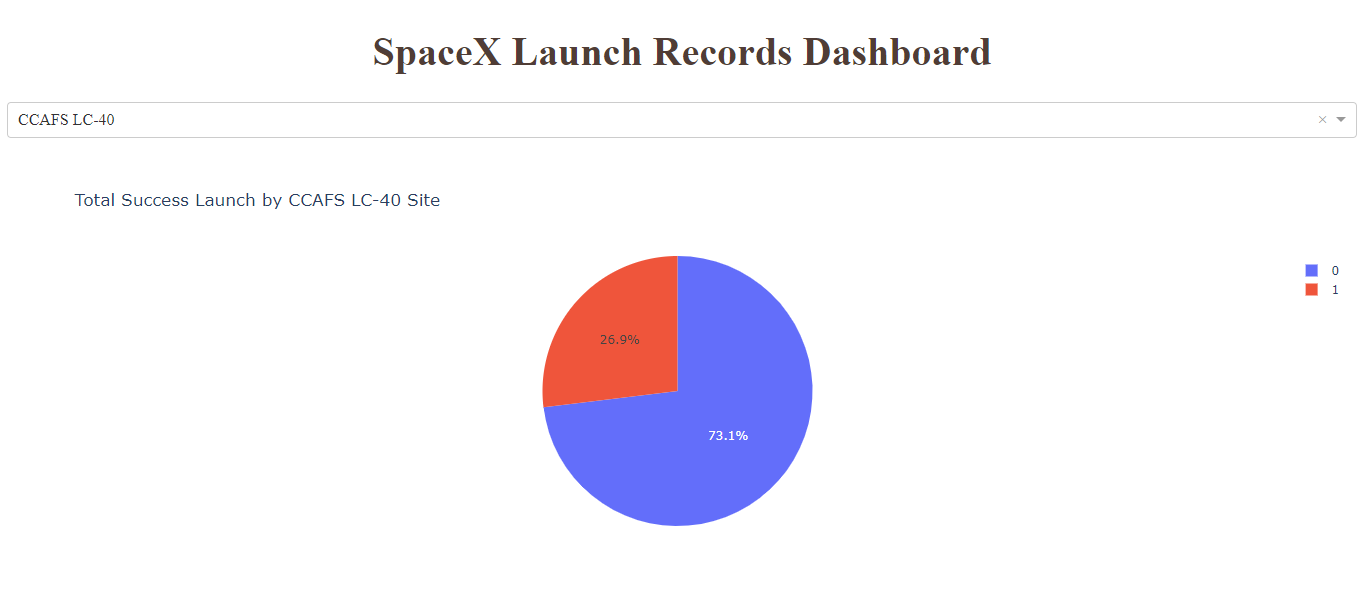 SpaceX Launch Records Dashboard
CCAFS LC-40
Total Success Launch by CCAFS LC-40 Site
0
1
26.9%
73.1%